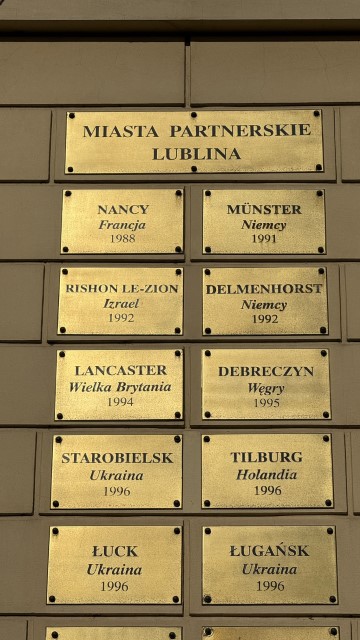 MIASTA PARTNERSKIE
LUBLINA
NANCY
Francja
1988
MÜNSTER
Niemcy
1991
RISHON LE-ZION
Izrael
1992
DELMENHORST
Niemcy
1992
LANCASTER
Wielka Brytania
1994
DEBRECZYN
Węgry
1995
STAROBIELSK
Ukraina
1996
TILBURG
Holandia
1996
ŁUCK
Ukraina
1996
ŁUGAŃSK
Ukraina
1996